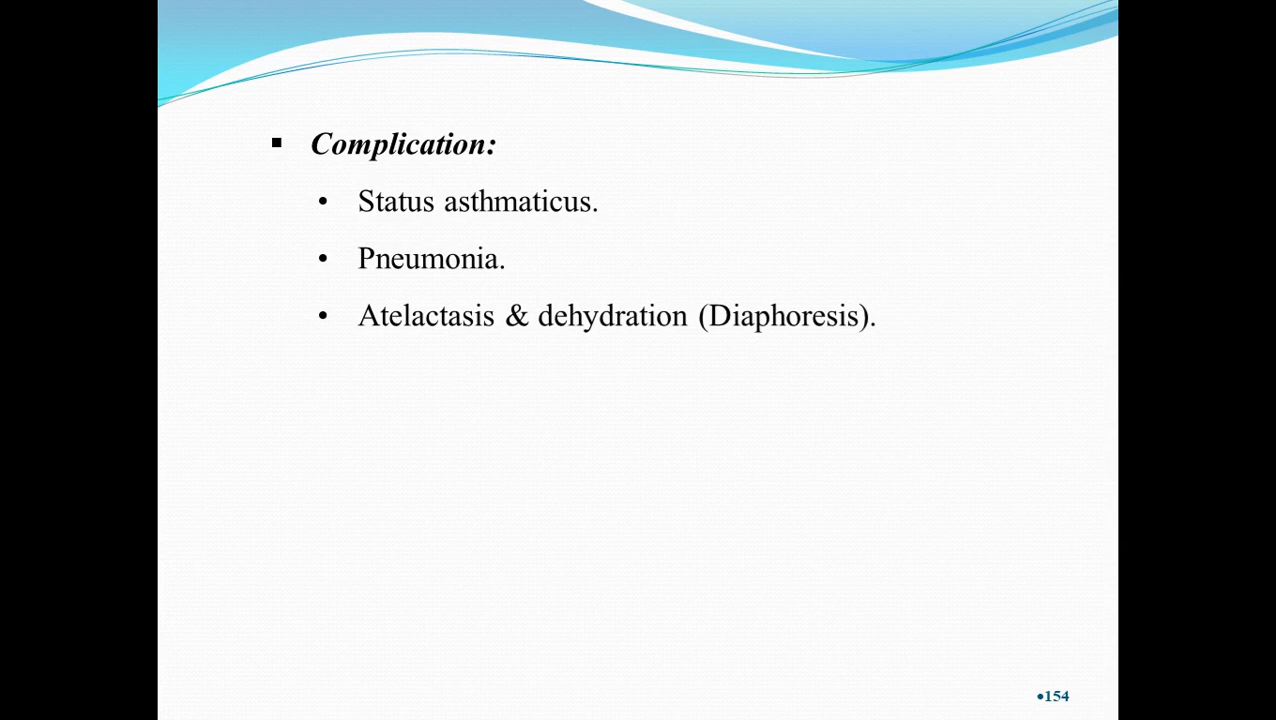 ▪ Complication:
• Status asthmaticus.
• Pneumonia.
• Atelactasis & dehydration (Diaphoresis).
•154